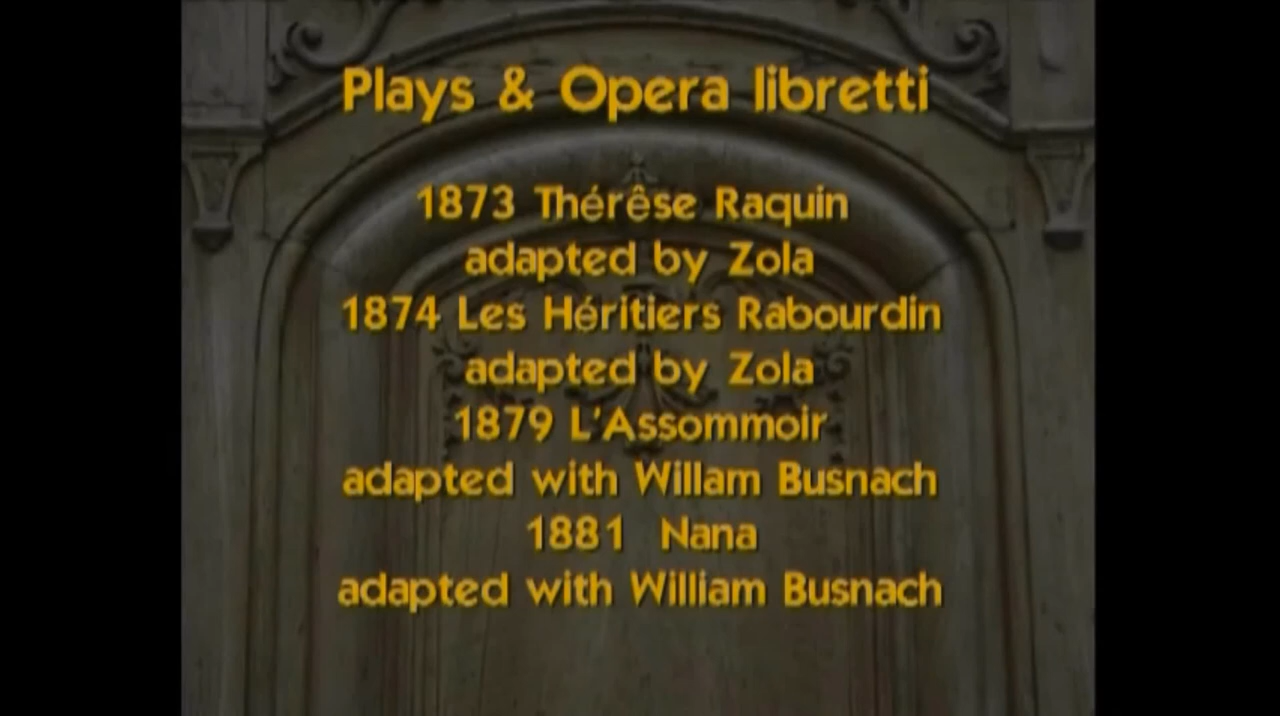 Plays & Opera libretti
1873 Thérêse Raquin
adapted by Zola
1874 Les Héritiers Rabourdin
adapted by Zola
1879 L'Assommoir
adapted with Willam Busnach
1881 Nana
adapted with William Busnach